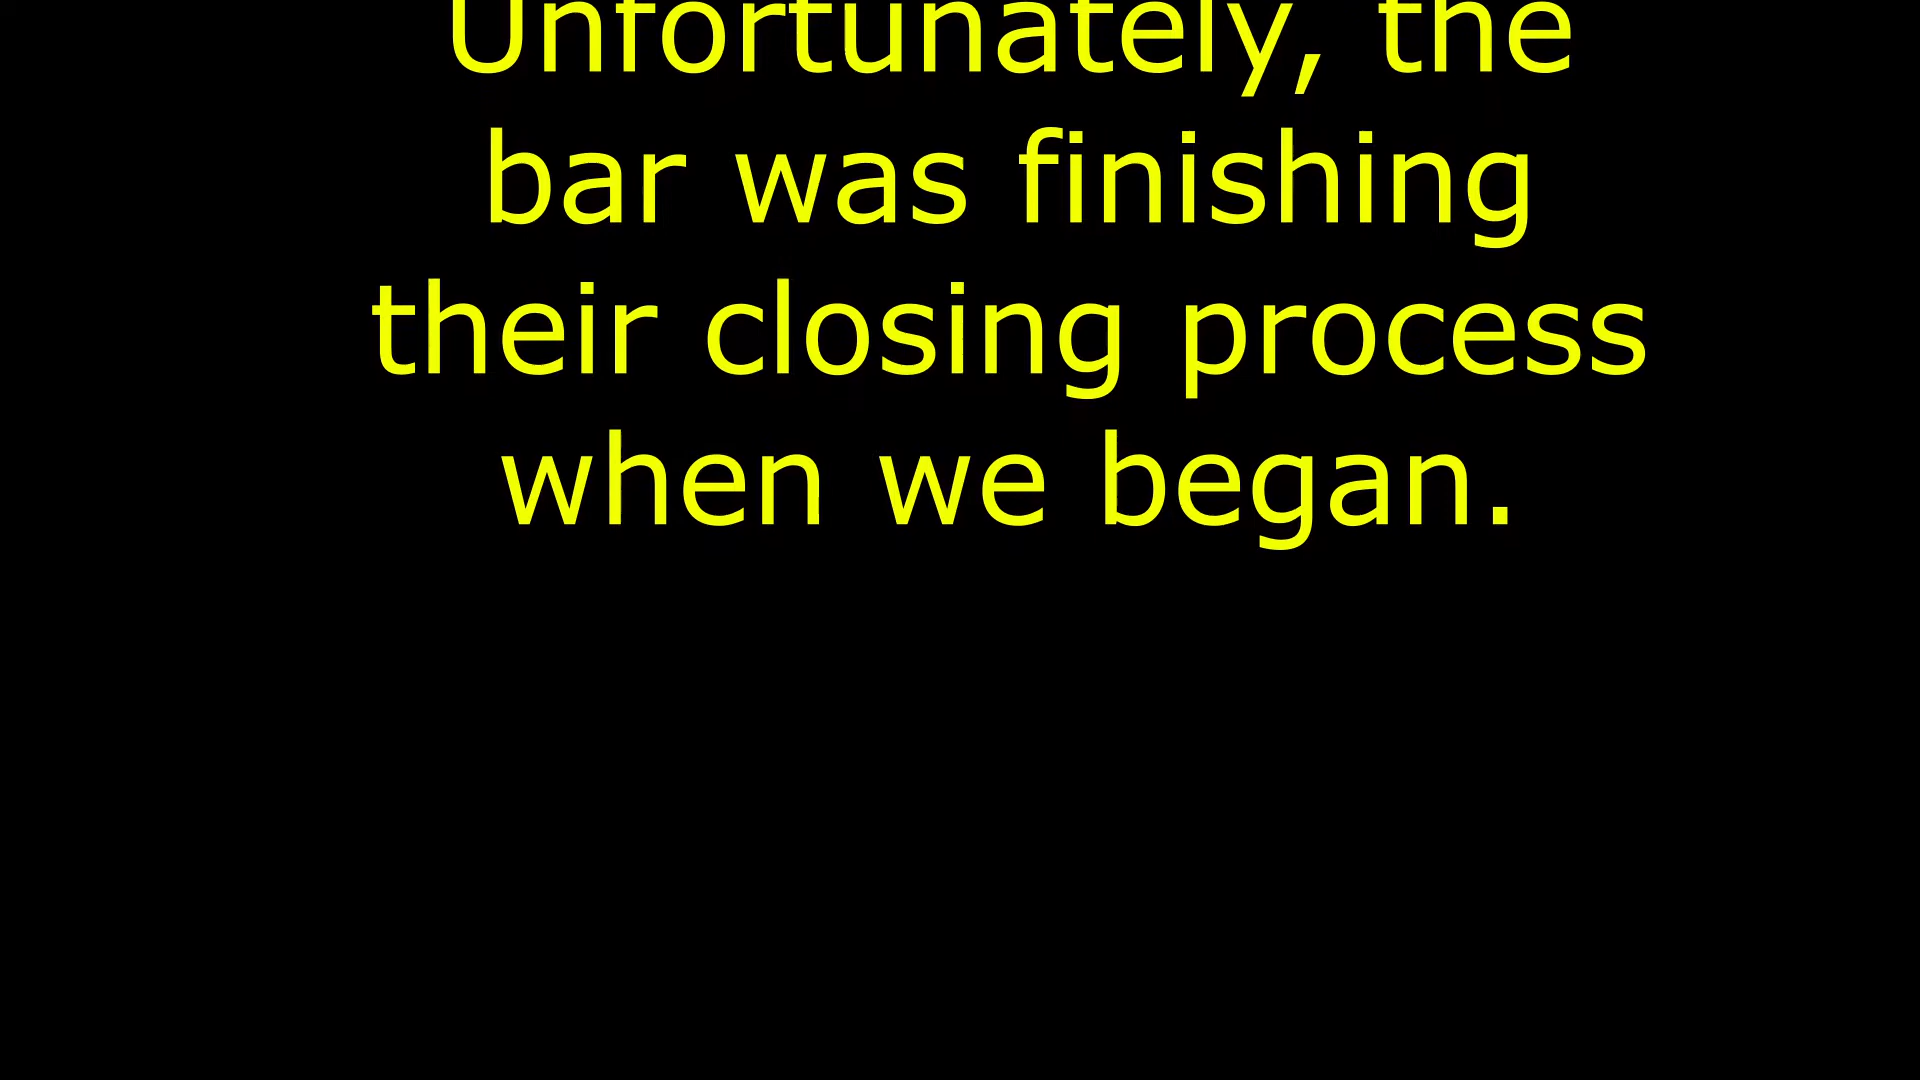 Unfortunately, the
bar was finishing
their closing process
when we began.